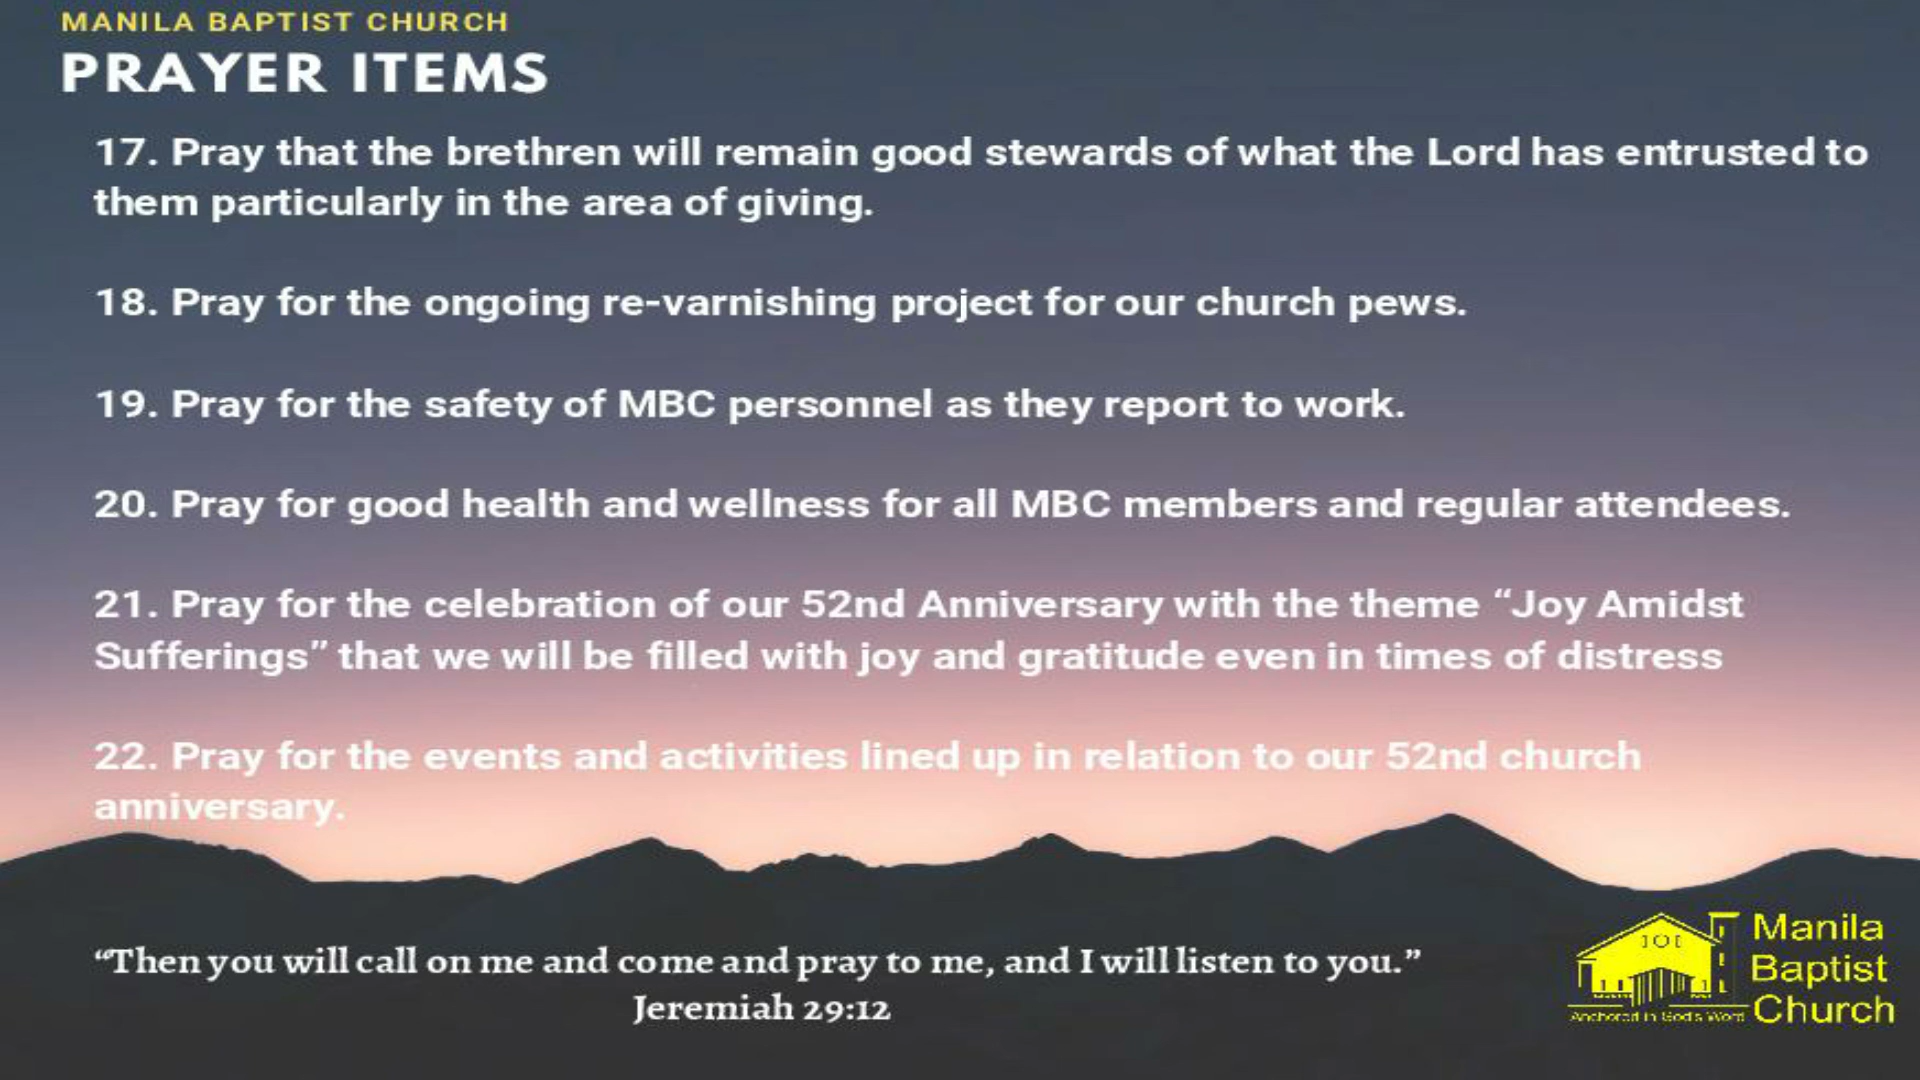 MANILA BAPTIST CHURCH
PRAYER ITEMS
17. Pray that the brethren will remain good stewards of what the Lord has entrusted to
them particularly in the area of giving.
18. Pray for the ongoing re-varnishing project for our church pews.
19. Pray for the safety of MBC personnel as they report to work.
20. Pray for good health and wellness for all MBC members and regular attendees.
21. Pray for the celebration of our 52nd Anniversary with the theme “Joy Amidst
Sufferings” that we will be filled with joy and gratitude even in times of distress
22. Pray for the events and activities lined up in relation to our 52nd church
anniversary.
“Then you will call on me and come and pray to me, and I will listen to you.”
Jeremiah 29:12
Manila
Baptist
Church
Anchored in God's Word